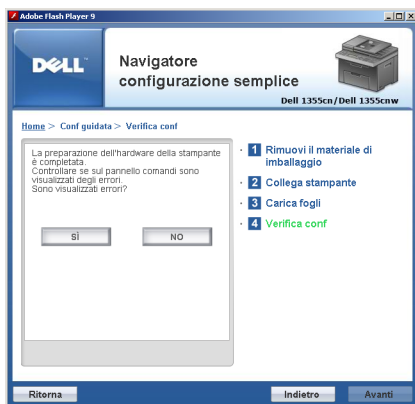 Adobe Flash Player 9
DELL™
Navigatore
configurazione semplice
Dell 1355cn/Dell 1355cnw
Home > Conf guidata > Verifica conf
La preparazione dell'hardware della stampante
è completata.
Controllare se sul pannello comandi sono
visualizzati degli errori.
Sono visualizzati errori?
SÌ
NO
1 Rimuovi il materiale di
imballaggio
2 Collega stampante
3 Carica fogli
4 Verifica conf
Ritorna
Indietro
Avanti